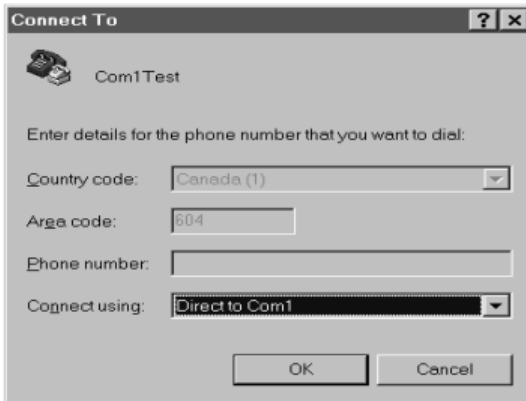 Connect To
Com1Test
Enter details for the phone number that you want to dial:
Country code: Canada (1)
Area code: 604
Phone number:
Connect using: Direct to Com1
OK Cancel